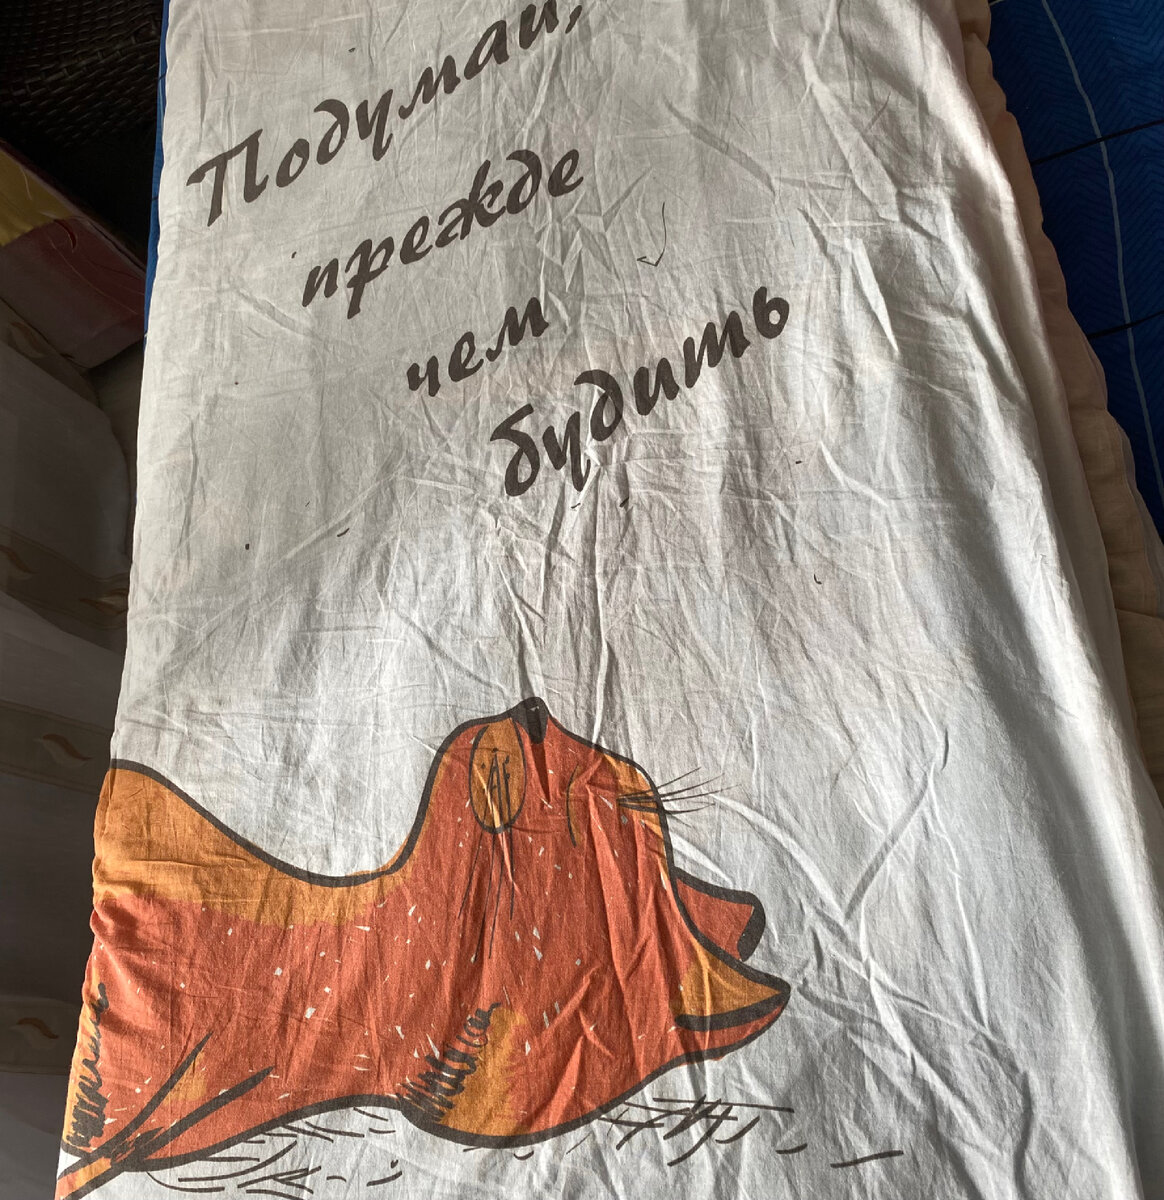 Подумай,
прежде
чем
будить